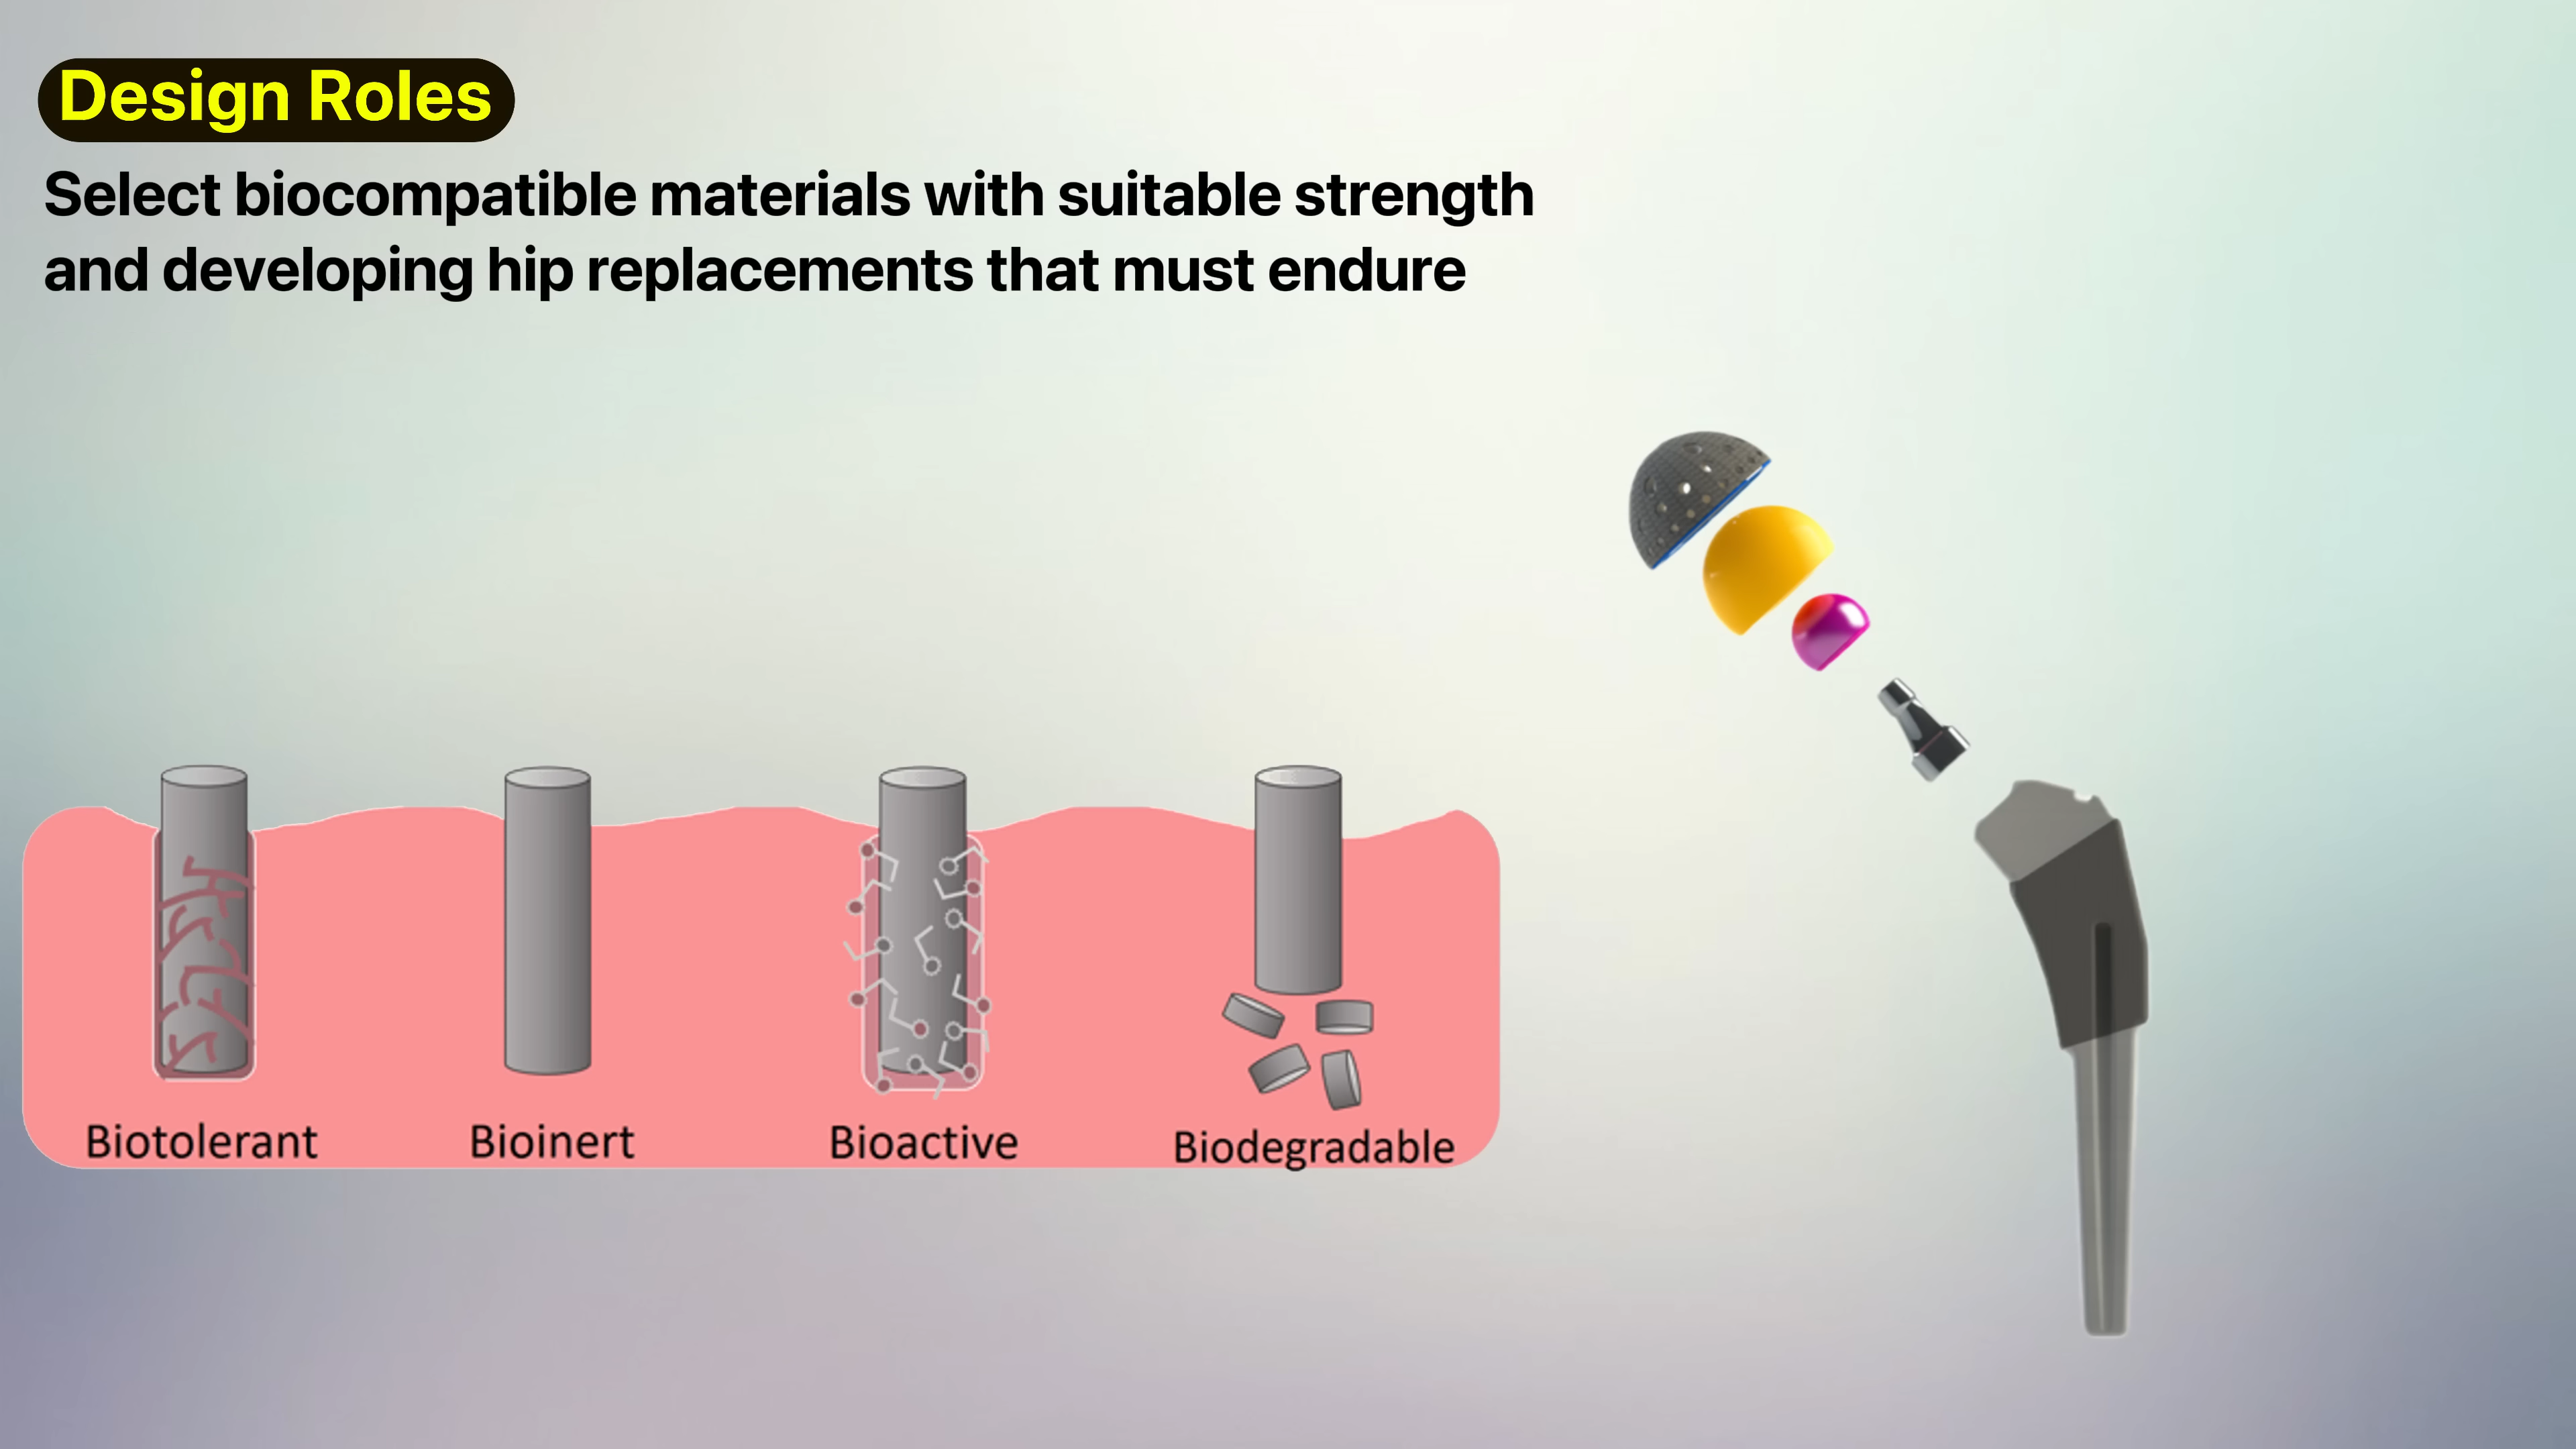 Design Roles
Select biocompatible materials with suitable strength
and developing hip replacements that must endure
Biotolerant
Bioinert
Bioactive
Biodegradable